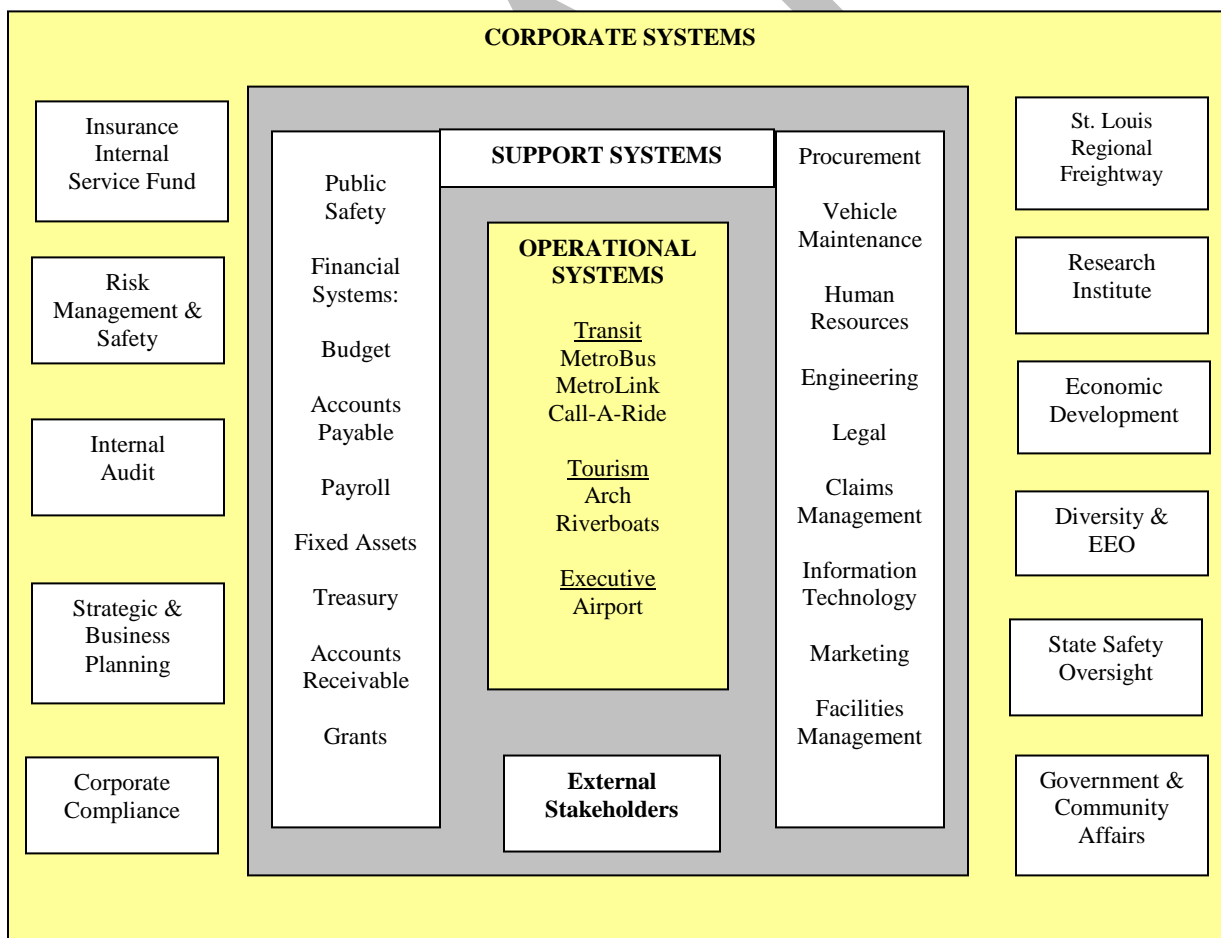 CORPORATE SYSTEMS
Insurance
Internal
Service Fund
Risk
Management &
Safety
Internal
Audit
Strategic &
Business
Planning
Corporate
Compliance
Public
Safety
Financial
Systems:
Budget
Accounts
Payable
Payroll
Fixed Assets
Treasury
Accounts
Receivable
Grants
SUPPORT SYSTEMS
OPERATIONAL
SYSTEMS
Transit
MetroBus
MetroLink
Call-A-Ride
Tourism
Arch
Riverboats
Executive
Airport
External
Stakeholders
Procurement
Vehicle
Maintenance
Human
Resources
Engineering
Legal
Claims
Management
Information
Technology
Marketing
Facilities
Management
St. Louis
Regional
Freightway
Research
Institute
Economic
Development
Diversity &
EEO
State Safety
Oversight
Government &
Community
Affairs